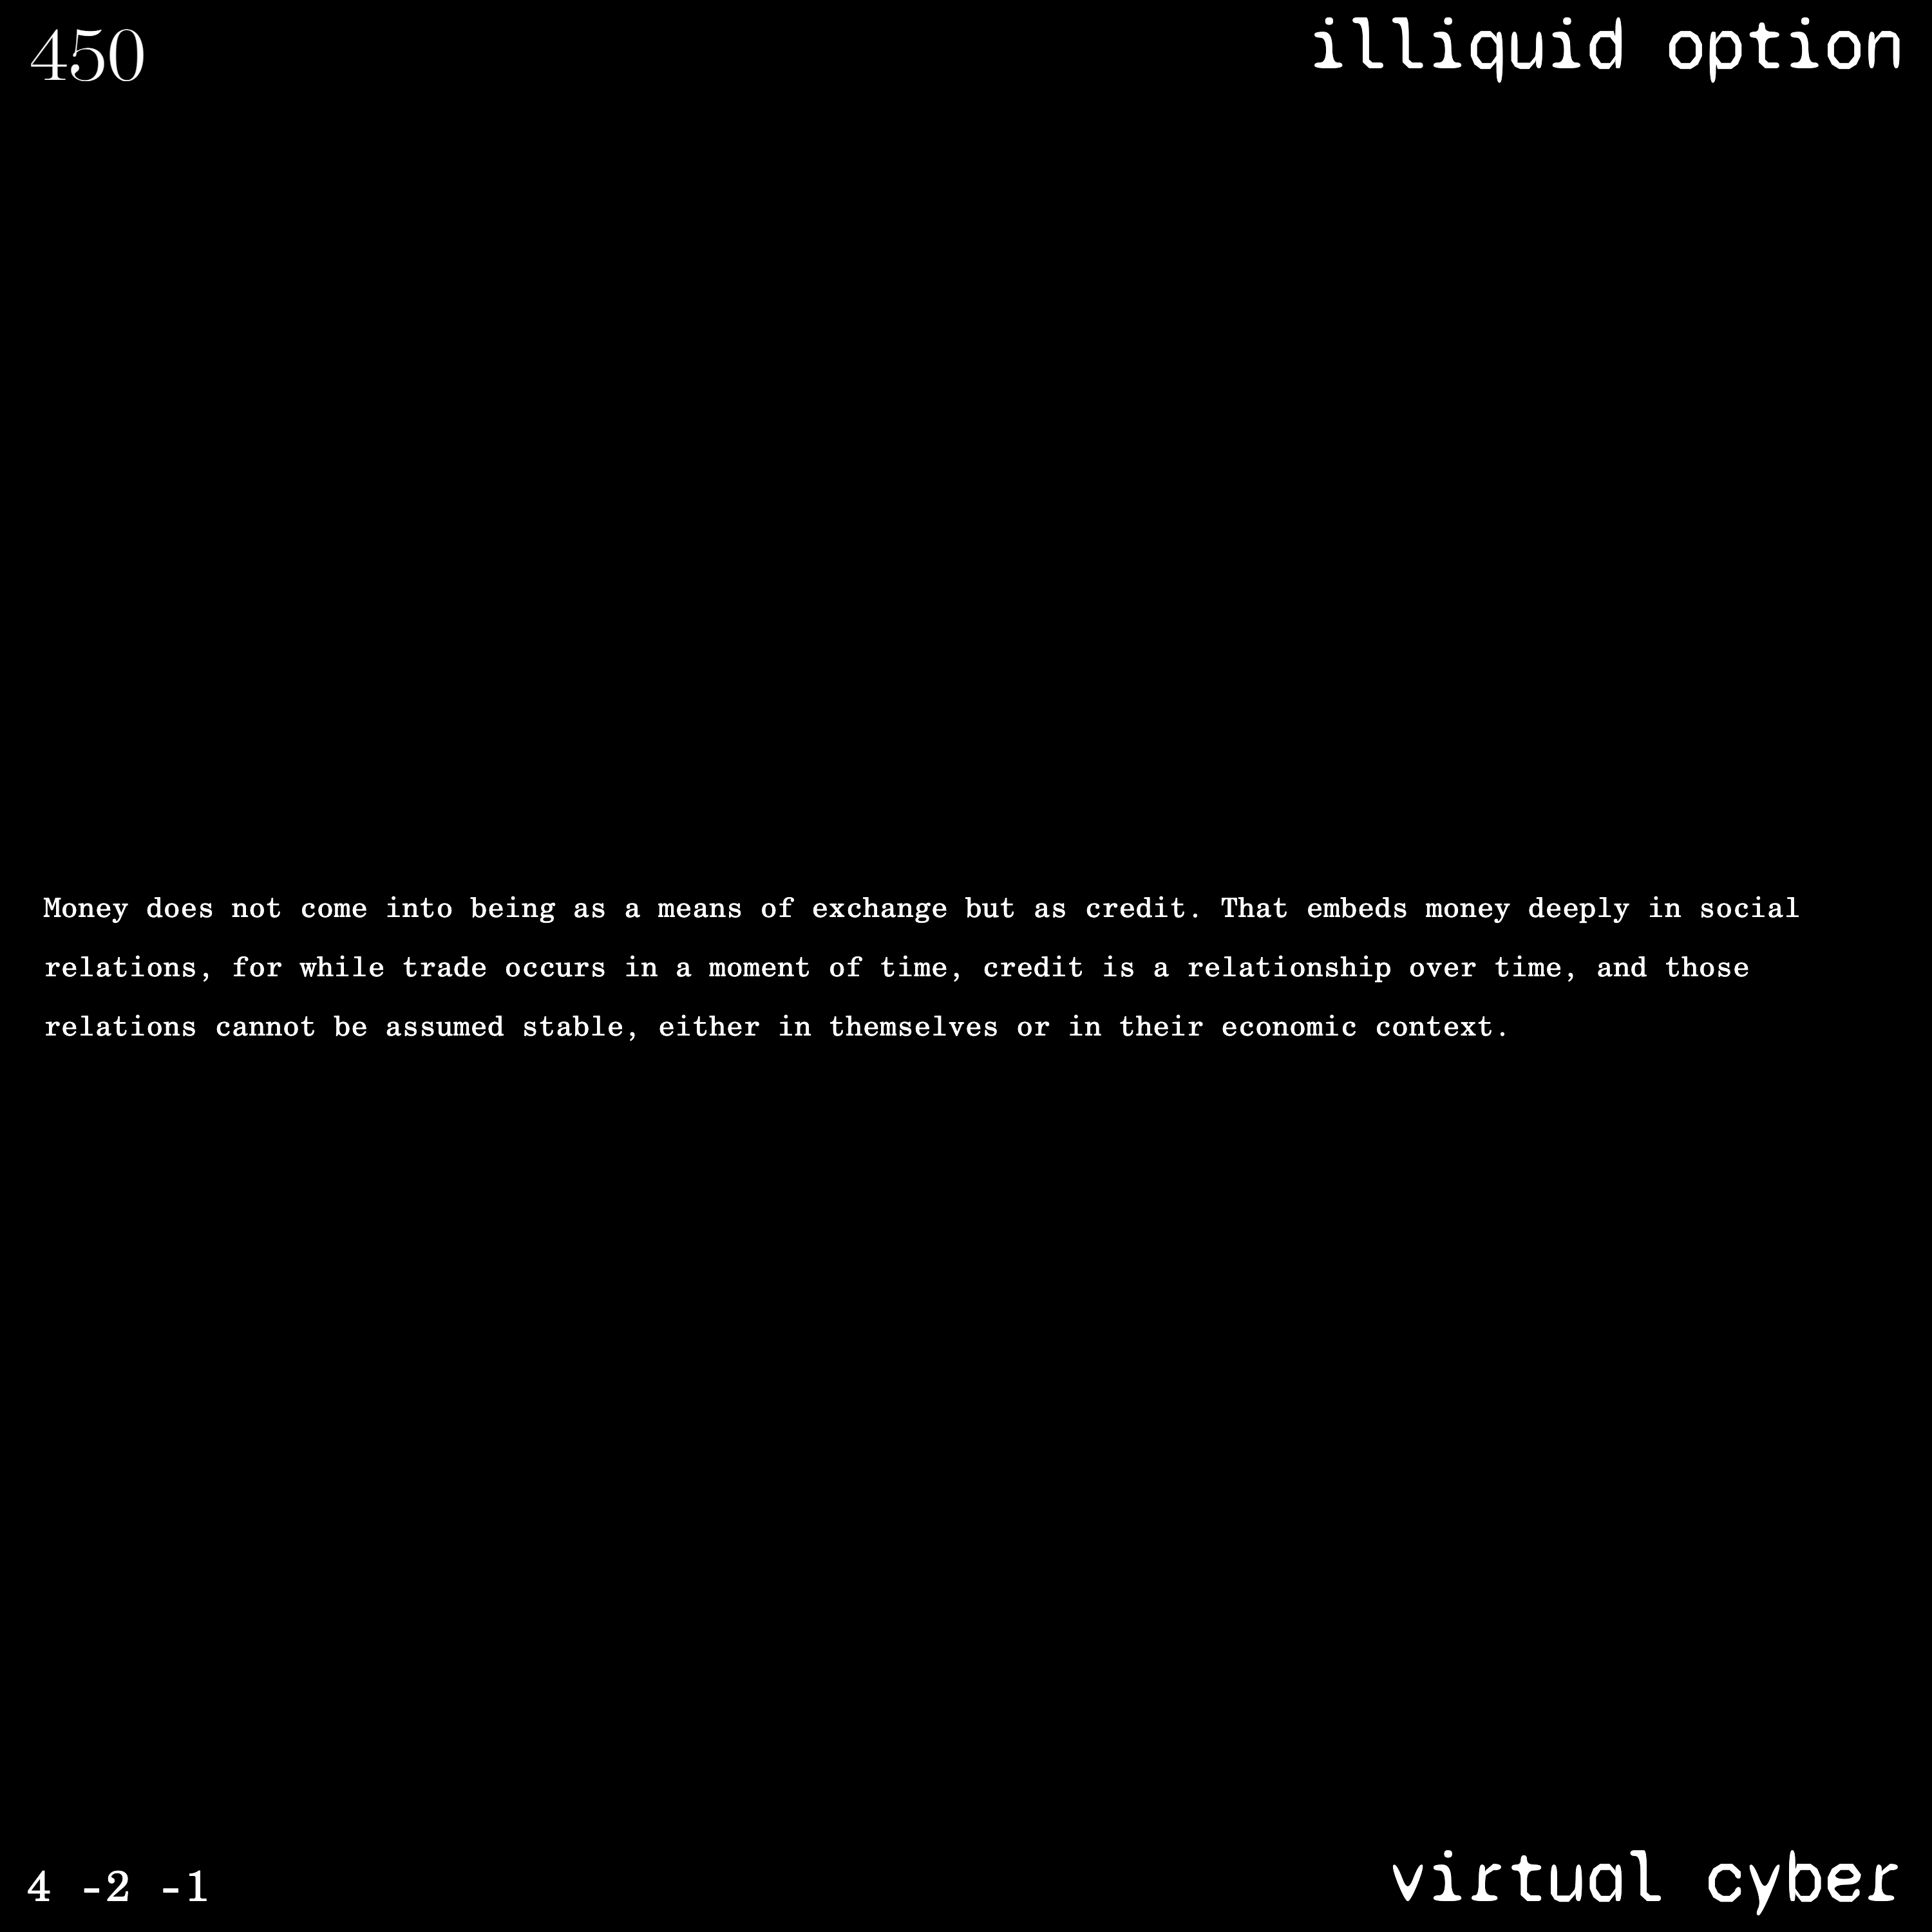 450
illiquid option
Money does not come into being as a means of exchange but as credit. That embeds money deeply in social
relations, for while trade occurs in a moment of time, credit is a relationship over time, and those
relations cannot be assumed stable, either in themselves or in their economic context.
4 -2 -1
virtual cyber